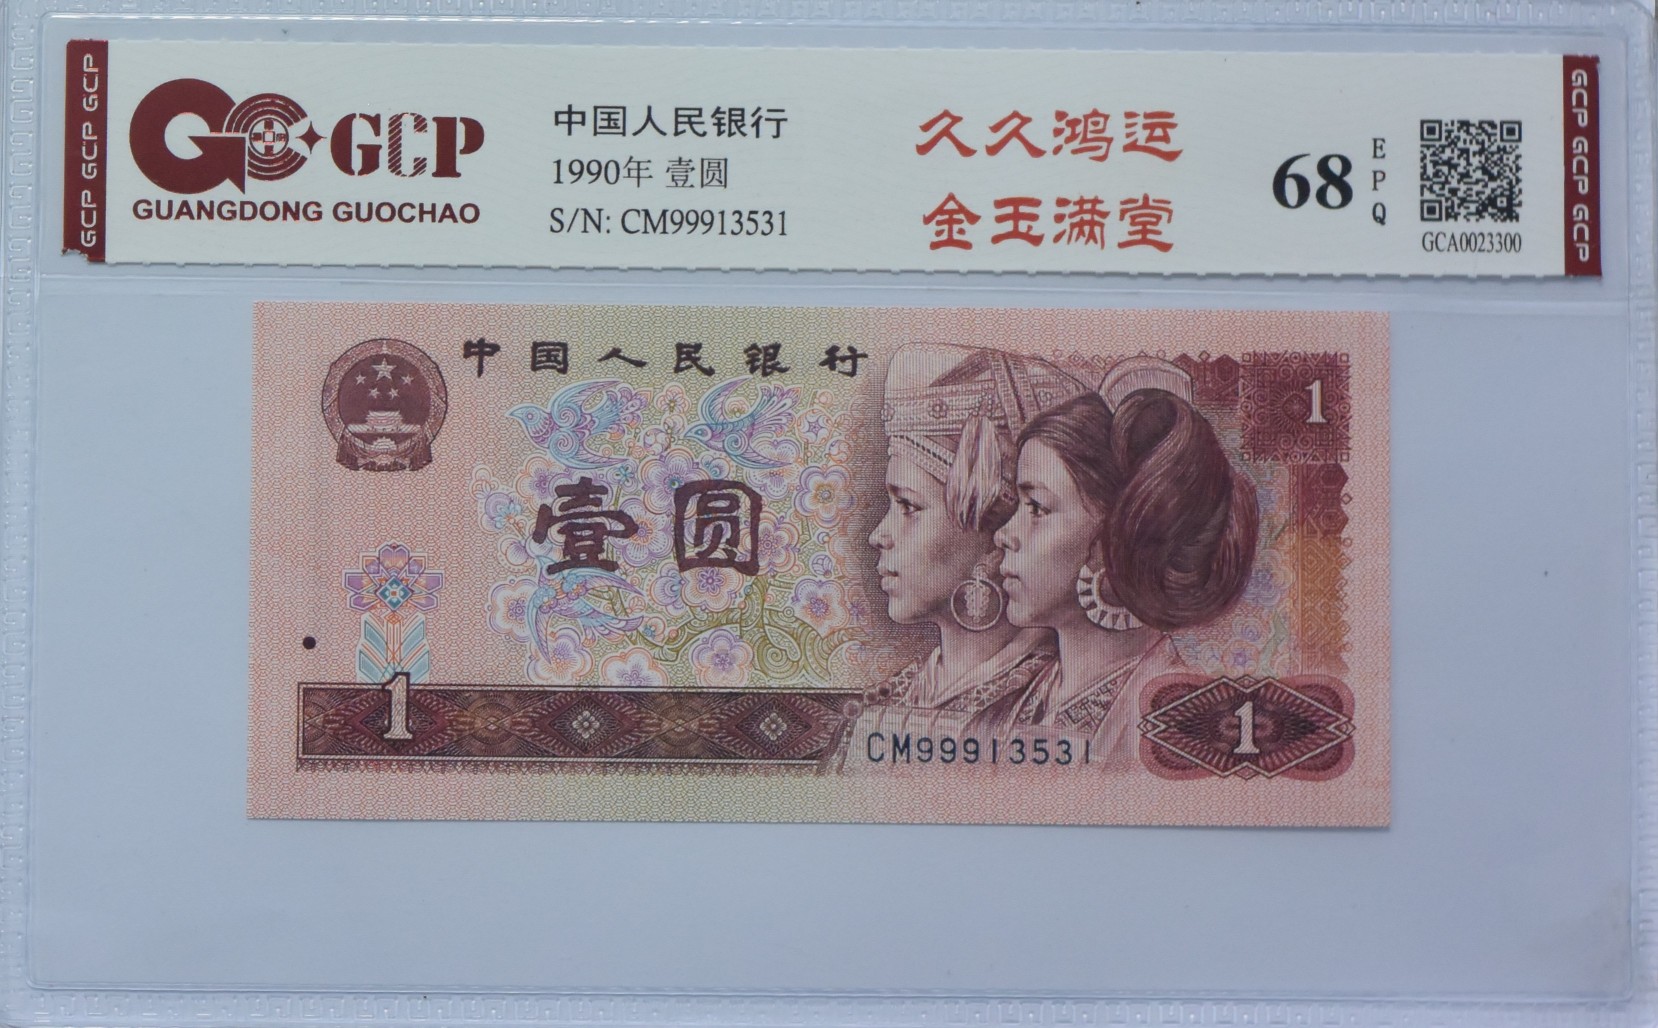 GCP GCP GCP
GCP
GUANGDONG GUOCHAO
中国人民银行
1990年 壹圆
S/N: CM99913531
久久鸿运
金玉满堂
68
EPQ
GCA0023300
GCP GCP GCP
中国人民银行
1
壹圆
1
CM99913531
1